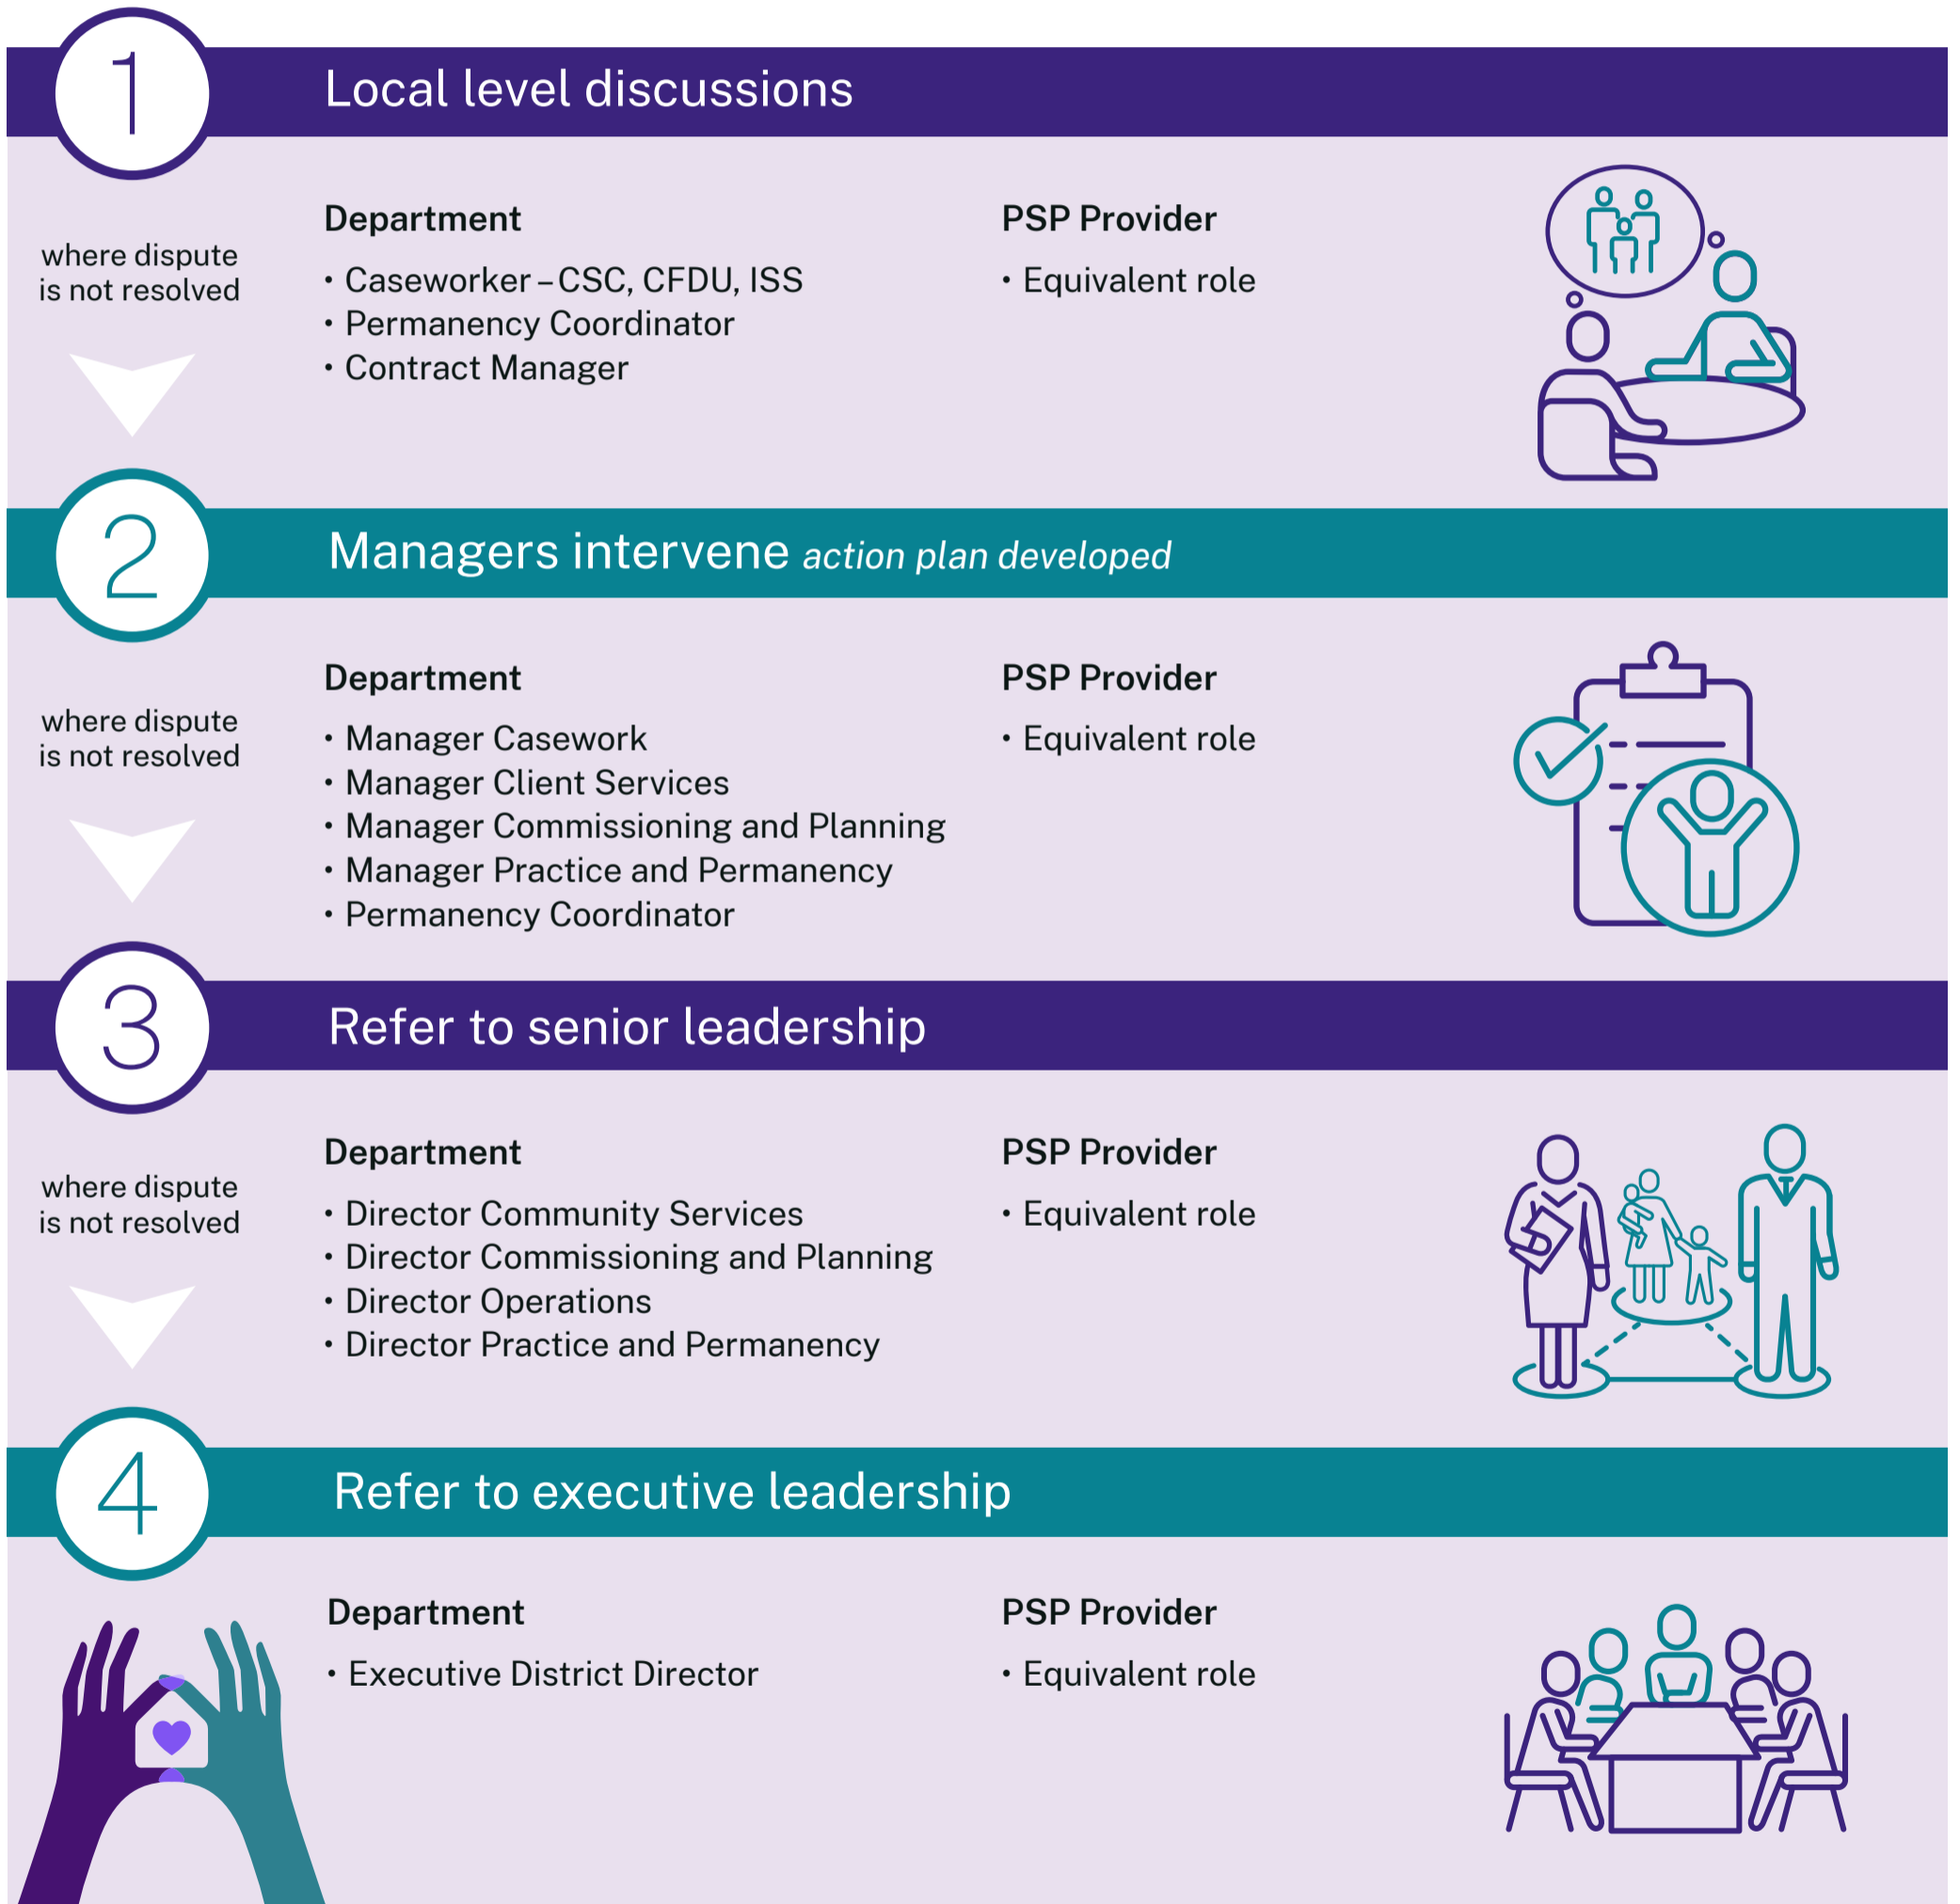 1
Local level discussions
where dispute
is not resolved
Department
• Caseworker – CSC, CFDU, ISS
• Permanency Coordinator
• Contract Manager
PSP Provider
• Equivalent role
2
Managers intervene action plan developed
where dispute
is not resolved
Department
• Manager Casework
• Manager Client Services
• Manager Commissioning and Planning
• Manager Practice and Permanency
• Permanency Coordinator
PSP Provider
• Equivalent role
3
Refer to senior leadership
where dispute
is not resolved
Department
• Director Community Services
• Director Commissioning and Planning
• Director Operations
• Director Practice and Permanency
PSP Provider
• Equivalent role
4
Refer to executive leadership
Department
• Executive District Director
PSP Provider
• Equivalent role